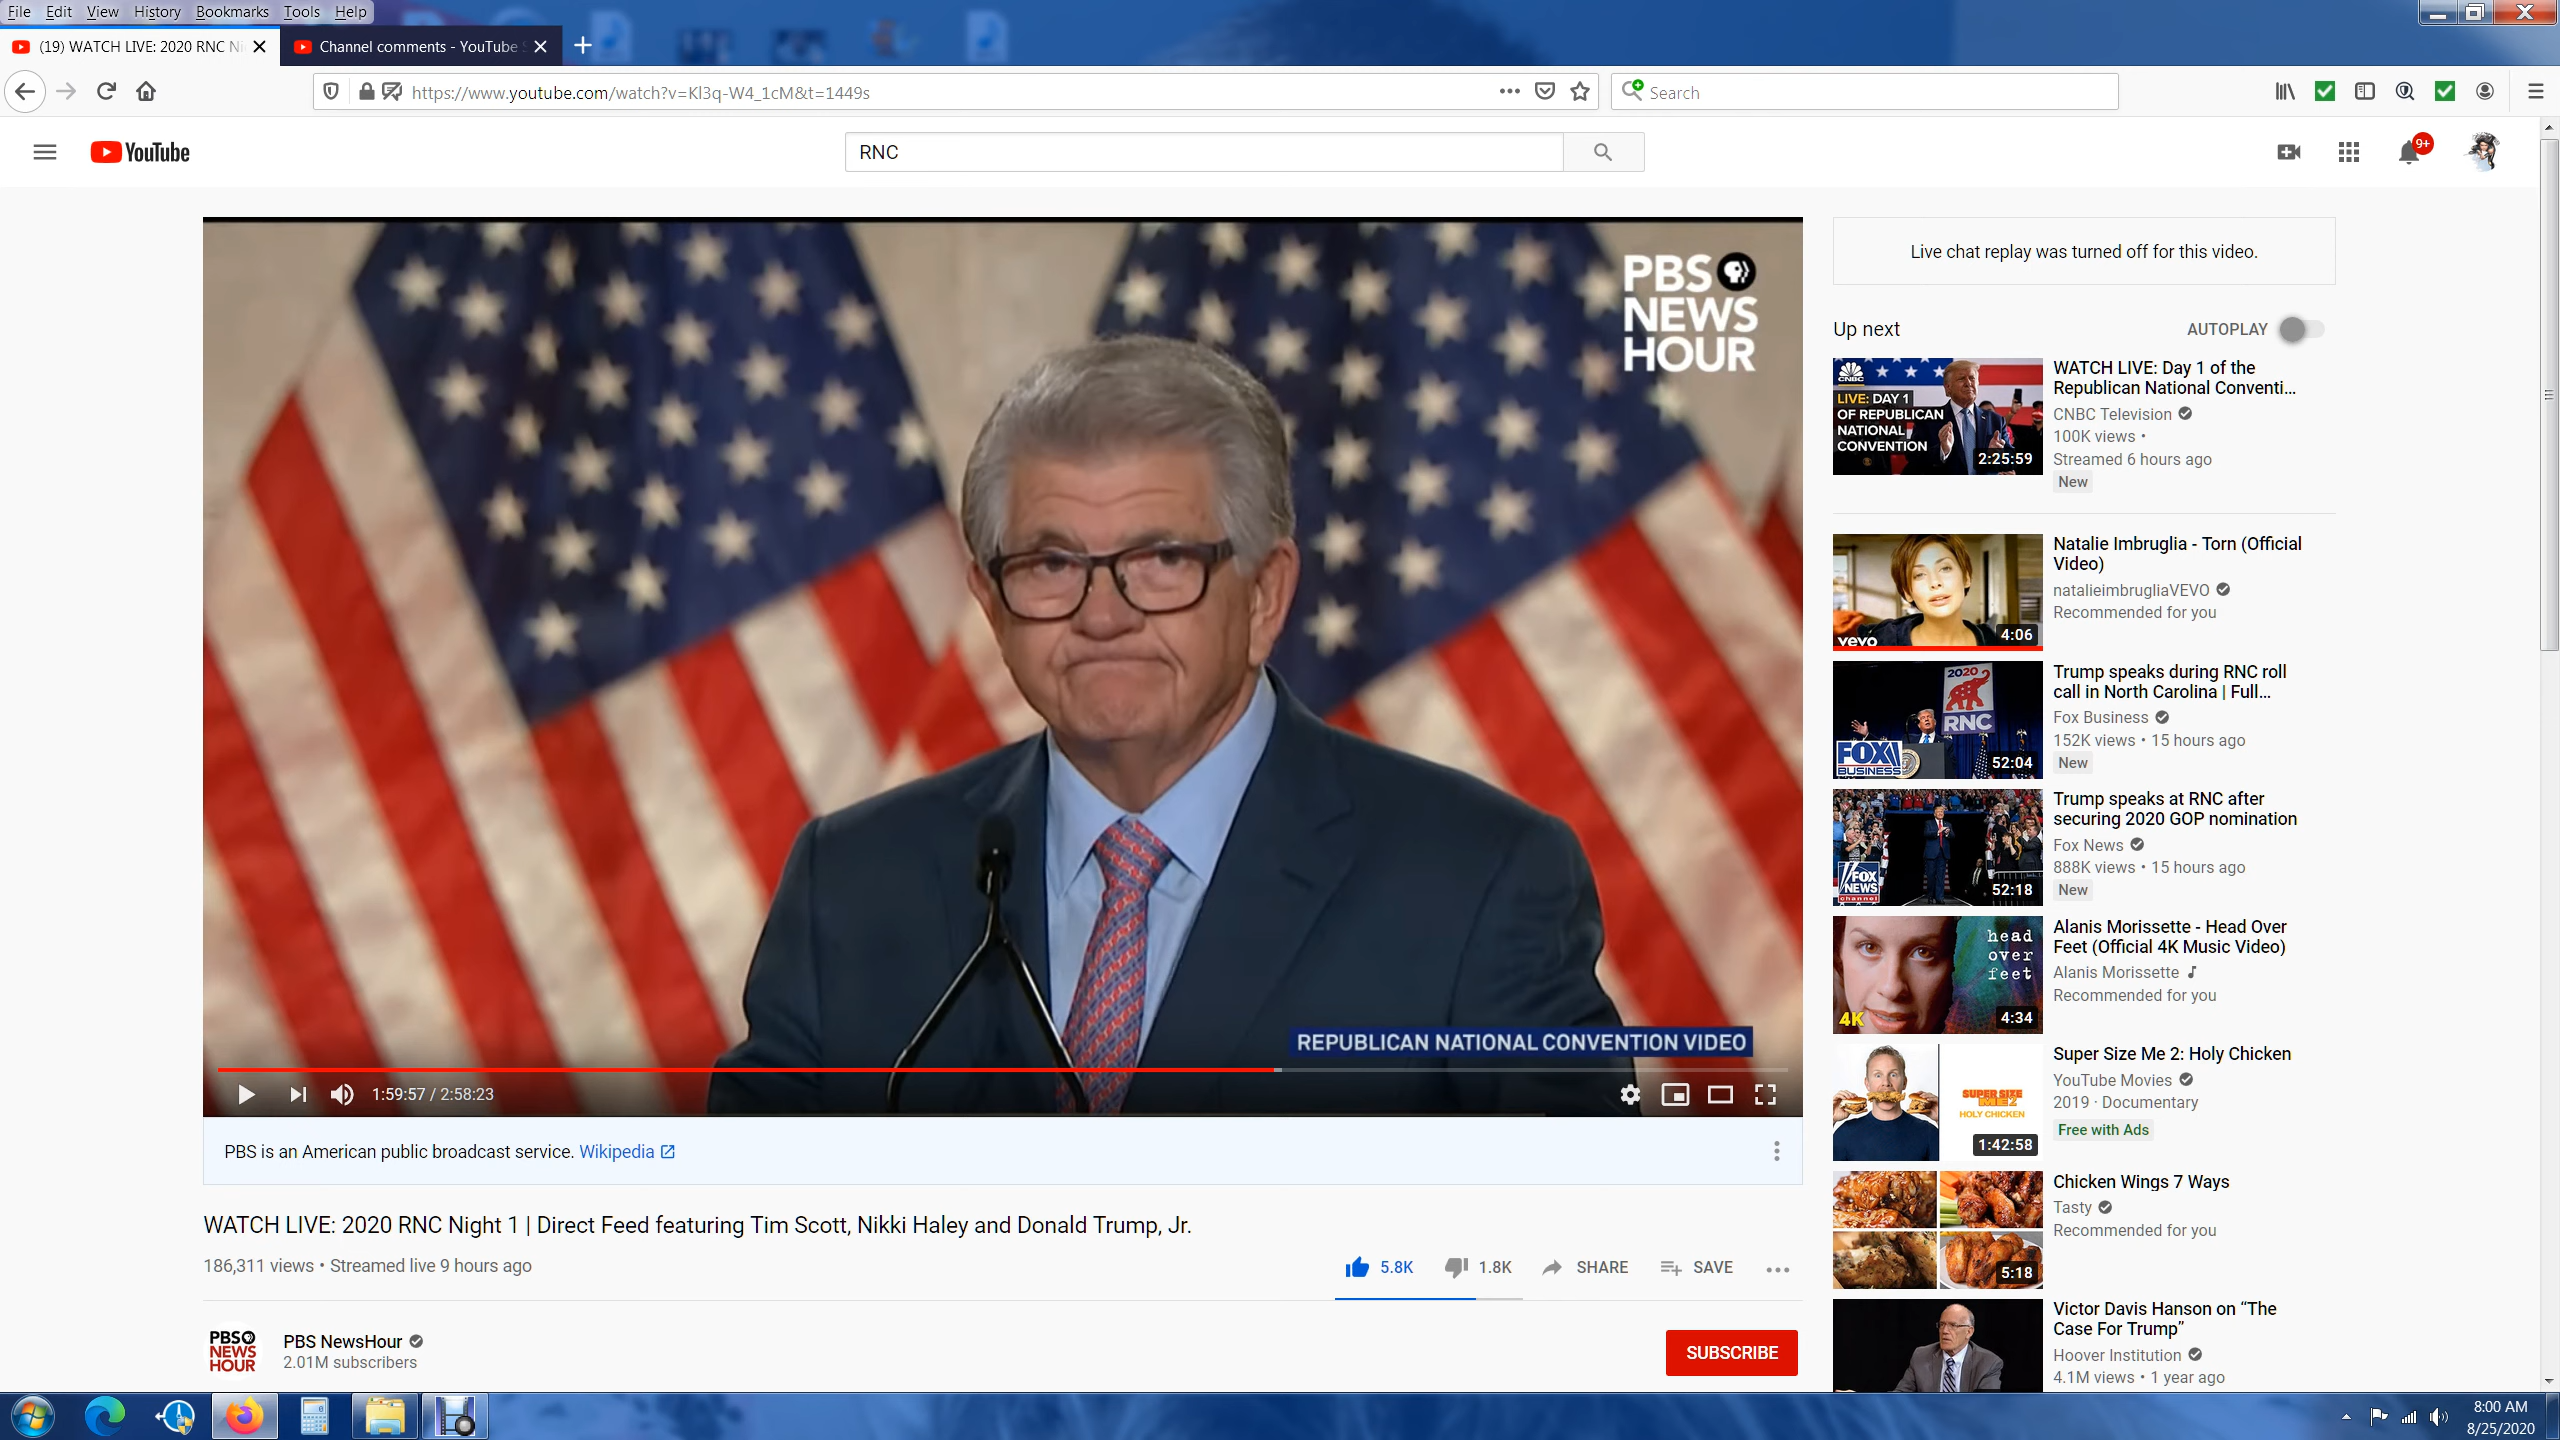 File Edit View History Bookmarks Tools Help
(19) WATCH LIVE: 2020 RNC Ni
Channel comments - YouTube S
https://www.youtube.com/watch?v=Kl3q-W4_1cM&t=1449s
Search
YouTube
RNC
9+
PBS
NEWS
HOUR
REPUBLICAN NATIONAL CONVENTION VIDEO
1:59:57 / 2:58:23
PBS is an American public broadcast service. Wikipedia
WATCH LIVE: 2020 RNC Night 1 | Direct Feed featuring Tim Scott, Nikki Haley and Donald Trump, Jr.
186,311 views • Streamed live 9 hours ago
5.8K
1.8K
SHARE
SAVE
PBS
NEWS
HOUR
PBS NewsHour
2.01M subscribers
SUBSCRIBE
Live chat replay was turned off for this video.
Up next
AUTOPLAY
CNBC
LIVE: DAY 1
OF REPUBLICAN
NATIONAL
CONVENTION
2:25:59
WATCH LIVE: Day 1 of the
Republican National Conventi...
CNBC Television
100K views •
Streamed 6 hours ago
New
vevo
4:06
Natalie Imbruglia - Torn (Official
Video)
natalieimbrugliaVEVO
Recommended for you
2020
RNC
FOX
BUSINESS
52:04
Trump speaks during RNC roll
call in North Carolina | Full...
Fox Business
152K views • 15 hours ago
New
FOX
NEWS
channel
52:18
Trump speaks at RNC after
securing 2020 GOP nomination
Fox News
888K views • 15 hours ago
New
head
over
feet
4K
4:34
Alanis Morissette - Head Over
Feet (Official 4K Music Video)
Alanis Morissette
Recommended for you
SUPER SIZE
ME 2
HOLY CHICKEN
1:42:58
Super Size Me 2: Holy Chicken
YouTube Movies
2019 · Documentary
Free with Ads
5:18
Chicken Wings 7 Ways
Tasty
Recommended for you
Victor Davis Hanson on “The
Case For Trump”
Hoover Institution
4.1M views • 1 year ago
8:00 AM
8/25/2020